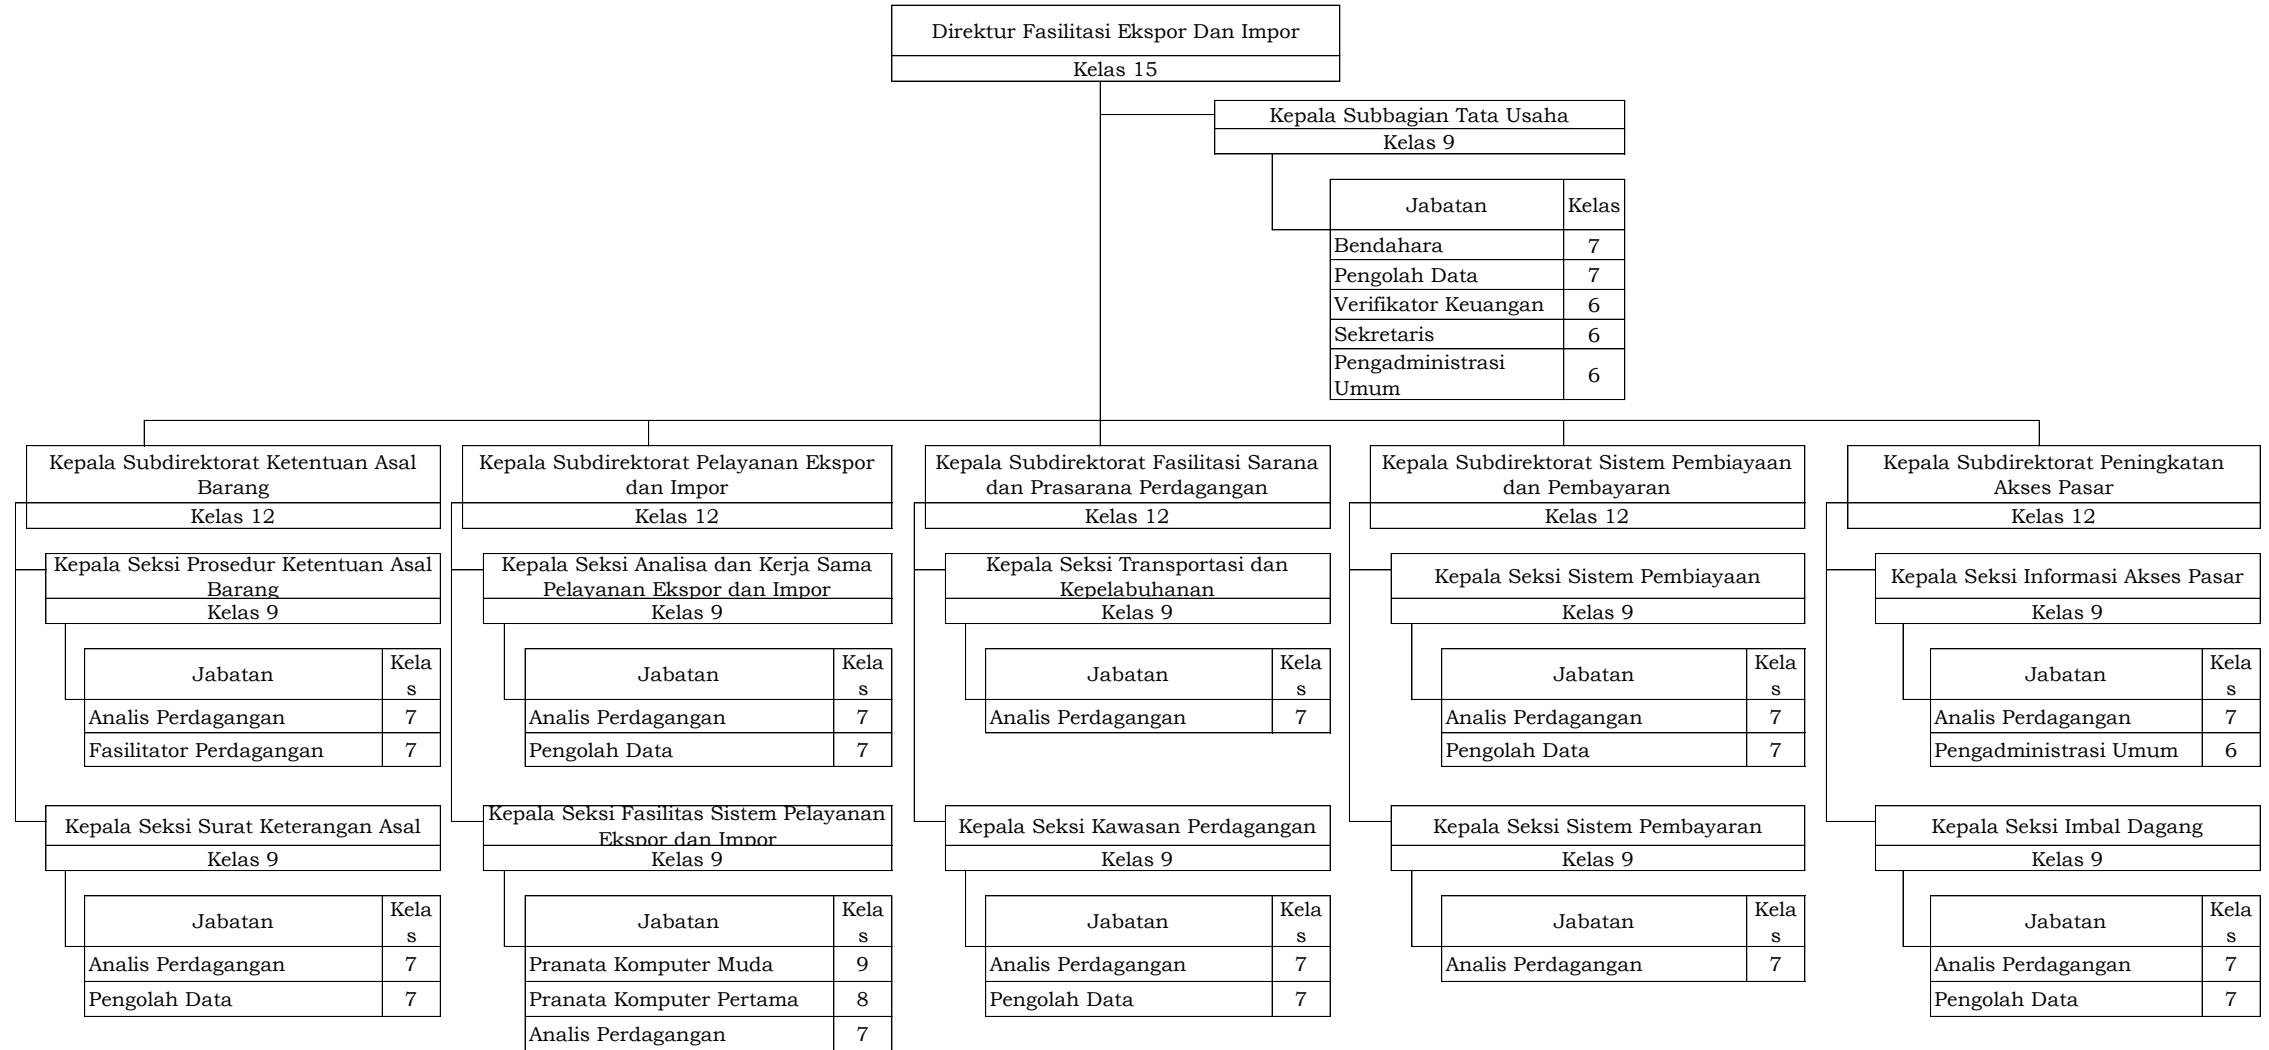 Direktur Fasilitasi Ekspor Dan Impor
Kelas 15
Kepala Subbagian Tata Usaha
Kelas 9
Jabatan Kelas
Bendahara 7
Pengolah Data 7
Verifikator Keuangan 6
Sekretaris 6
Pengadministrasi
Umum 6
Kepala Subdirektorat Ketentuan Asal
Barang
Kelas 12
Kepala Seksi Prosedur Ketentuan Asal
Barang
Kelas 9
Jabatan Kela
s
Analis Perdagangan 7
Fasilitator Perdagangan 7
Kepala Seksi Surat Keterangan Asal
Kelas 9
Jabatan Kela
s
Analis Perdagangan 7
Pengolah Data 7
Kepala Subdirektorat Pelayanan Ekspor
dan Impor
Kelas 12
Kepala Seksi Analisa dan Kerja Sama
Pelayanan Ekspor dan Impor
Kelas 9
Jabatan Kela
s
Analis Perdagangan 7
Pengolah Data 7
Kepala Seksi Fasilitas Sistem Pelayanan
Ekspor dan Impor
Kelas 9
Jabatan Kela
s
Pranata Komputer Muda 9
Pranata Komputer Pertama 8
Analis Perdagangan 7
Kepala Subdirektorat Fasilitasi Sarana
dan Prasarana Perdagangan
Kelas 12
Kepala Seksi Transportasi dan
Kepelabuhanan
Kelas 9
Jabatan Kela
s
Analis Perdagangan 7
Kepala Seksi Kawasan Perdagangan
Kelas 9
Jabatan Kela
s
Analis Perdagangan 7
Pengolah Data 7
Kepala Subdirektorat Sistem Pembiayaan
dan Pembayaran
Kelas 12
Kepala Seksi Sistem Pembiayaan
Kelas 9
Jabatan Kela
s
Analis Perdagangan 7
Pengolah Data 7
Kepala Seksi Sistem Pembayaran
Kelas 9
Jabatan Kela
s
Analis Perdagangan 7
Kepala Subdirektorat Peningkatan
Akses Pasar
Kelas 12
Kepala Seksi Informasi Akses Pasar
Kelas 9
Jabatan Kela
s
Analis Perdagangan 7
Pengadministrasi Umum 6
Kepala Seksi Imbal Dagang
Kelas 9
Jabatan Kela
s
Analis Perdagangan 7
Pengolah Data 7